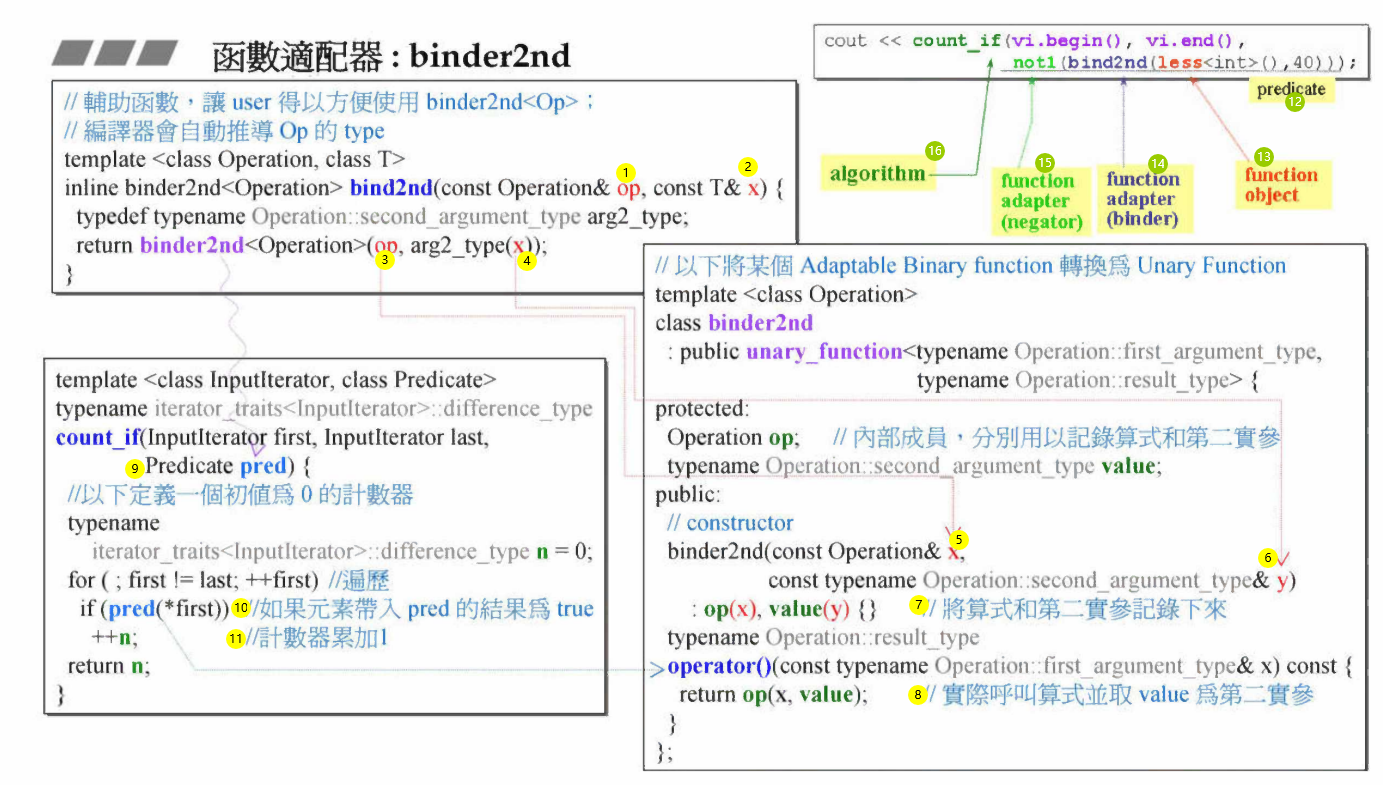 函數適配器 : binder2nd
cout << count_if(vi.begin(), vi.end(),
not1(bind2nd(less<int>(),40)));
predicate
12
16
algorithm
15
function
adapter
(negator)
14
function
adapter
(binder)
13
function
object
// 輔助函數，讓 user 得以方便使用 binder2nd<Op>；
// 編譯器會自動推導 Op 的 type
template <class Operation, class T>
1
2
inline binder2nd<Operation> bind2nd(const Operation& op, const T& x) {
typedef typename Operation::second_argument_type arg2_type;
return binder2nd<Operation>(op, arg2_type(x));
3
4
}
template <class InputIterator, class Predicate>
typename iterator_traits<InputIterator>::difference_type
count_if(InputIterator first, InputIterator last,
9 Predicate pred) {
//以下定義一個初值爲 0 的計數器
typename
iterator_traits<InputIterator>::difference_type n = 0;
for ( ; first != last; ++first) //遍歷
if (pred(*first)) 10 //如果元素帶入 pred 的結果爲 true
++n; 11 //計數器累加1
return n;
}
// 以下將某個 Adaptable Binary function 轉換爲 Unary Function
template <class Operation>
class binder2nd
: public unary_function<typename Operation::first_argument_type,
typename Operation::result_type> {
protected:
Operation op; // 內部成員，分別用以記錄算式和第二實參
typename Operation::second_argument_type value;
public:
// constructor
binder2nd(const Operation& x,
5
6
const typename Operation::second_argument_type& y)
: op(x), value(y) {} 7 // 將算式和第二實參記錄下來
typename Operation::result_type
operator()(const typename Operation::first_argument_type& x) const {
return op(x, value); 8 // 實際呼叫算式並取 value 爲第二實參
}
};